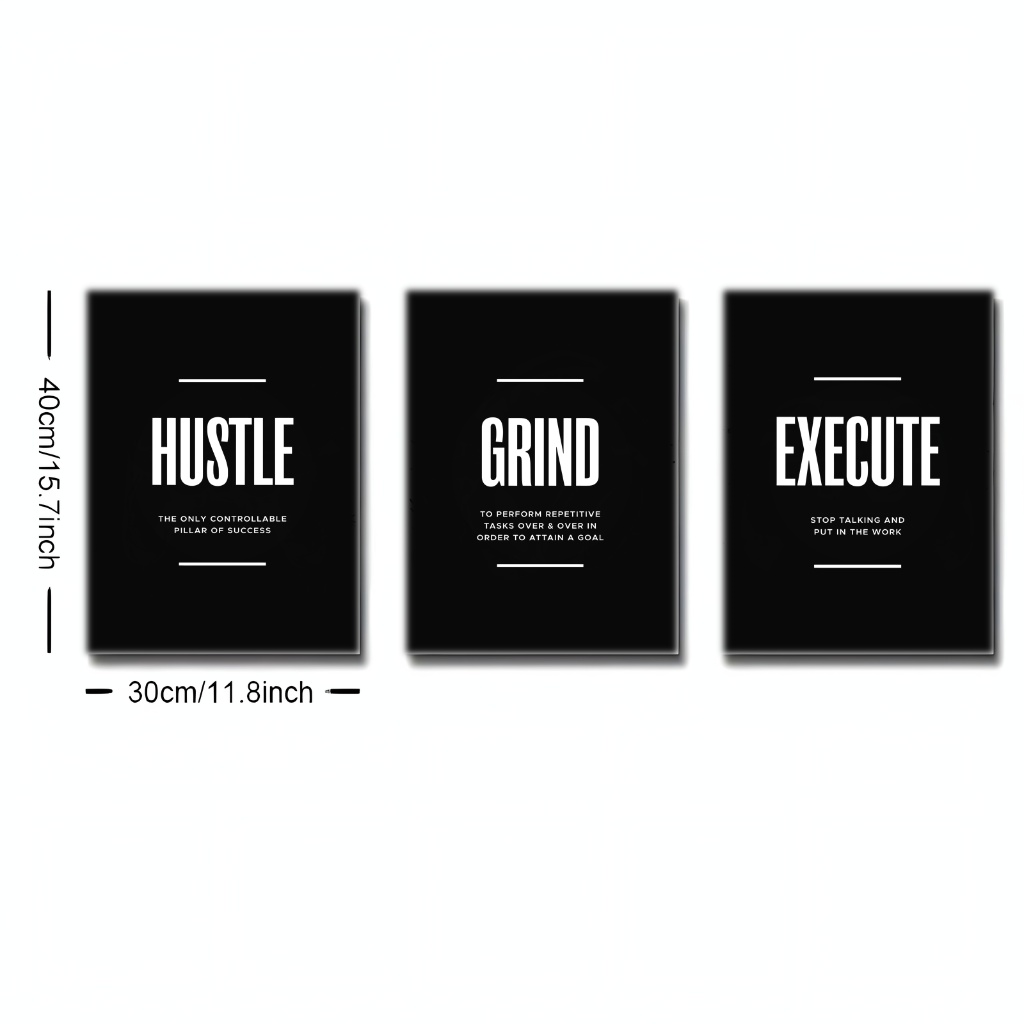 40cm/15.7inch
HUSTLE
THE ONLY CONTROLLABLE
PILLAR OF SUCCESS
GRIND
TO PERFORM REPETITIVE
TASKS OVER & OVER IN
ORDER TO ATTAIN A GOAL
EXECUTE
STOP TALKING AND
PUT IN THE WORK
30cm/11.8inch